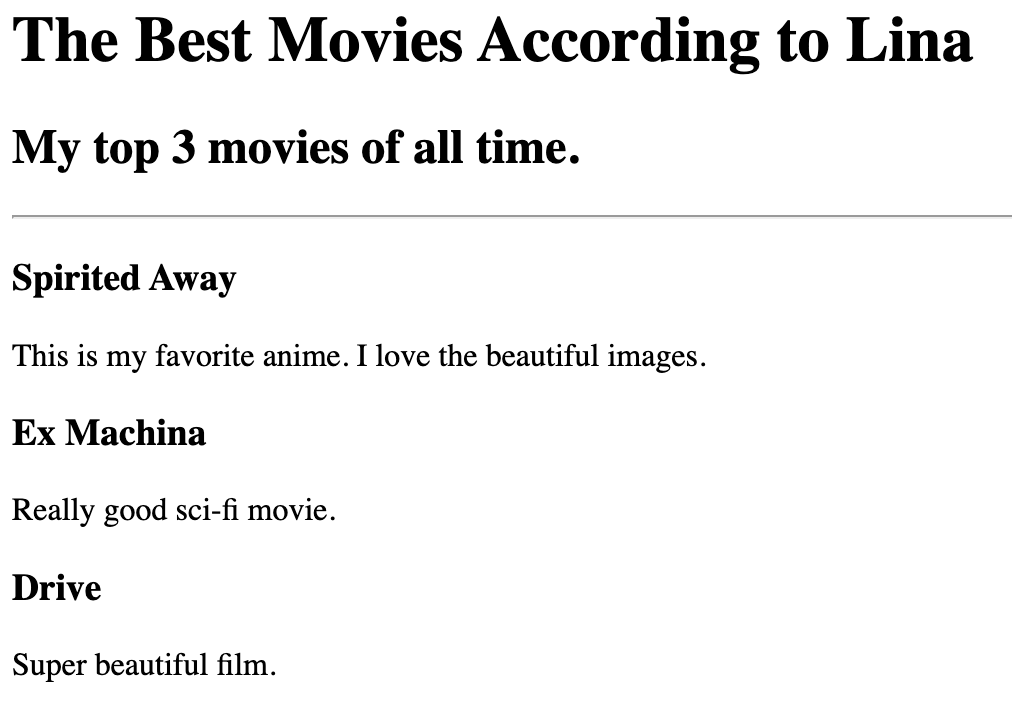 The Best Movies According to Lina
My top 3 movies of all time.
Spirited Away
This is my favorite anime. I love the beautiful images.
Ex Machina
Really good sci-fi movie.
Drive
Super beautiful film.